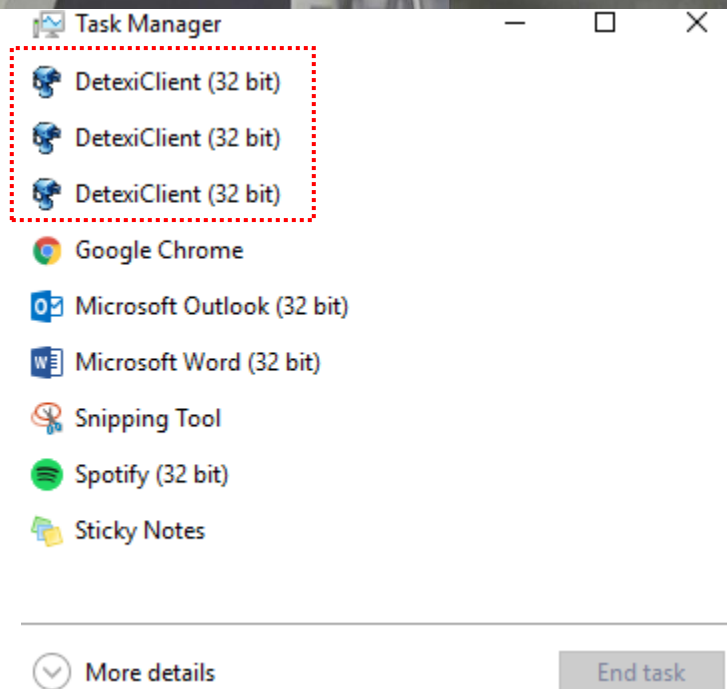 Task Manager
DetexiClient (32 bit)
DetexiClient (32 bit)
DetexiClient (32 bit)
Google Chrome
Microsoft Outlook (32 bit)
Microsoft Word (32 bit)
Snipping Tool
Spotify (32 bit)
Sticky Notes
More details
End task